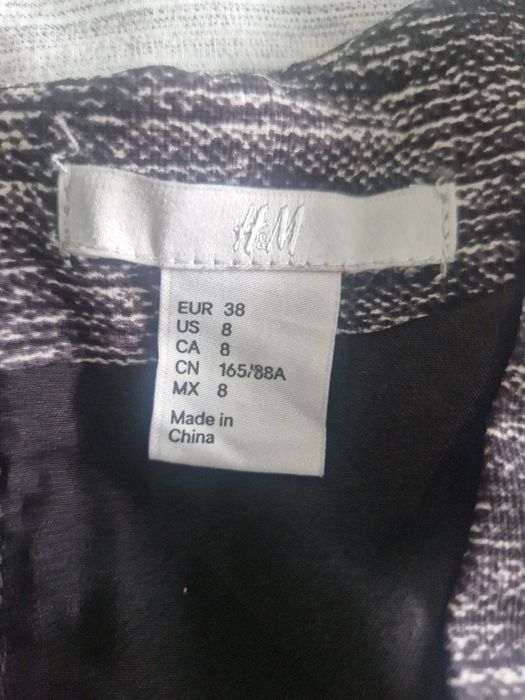 H&M
EUR 38
US 8
CA 8
CN 165/88A
MX 8
Made in
China